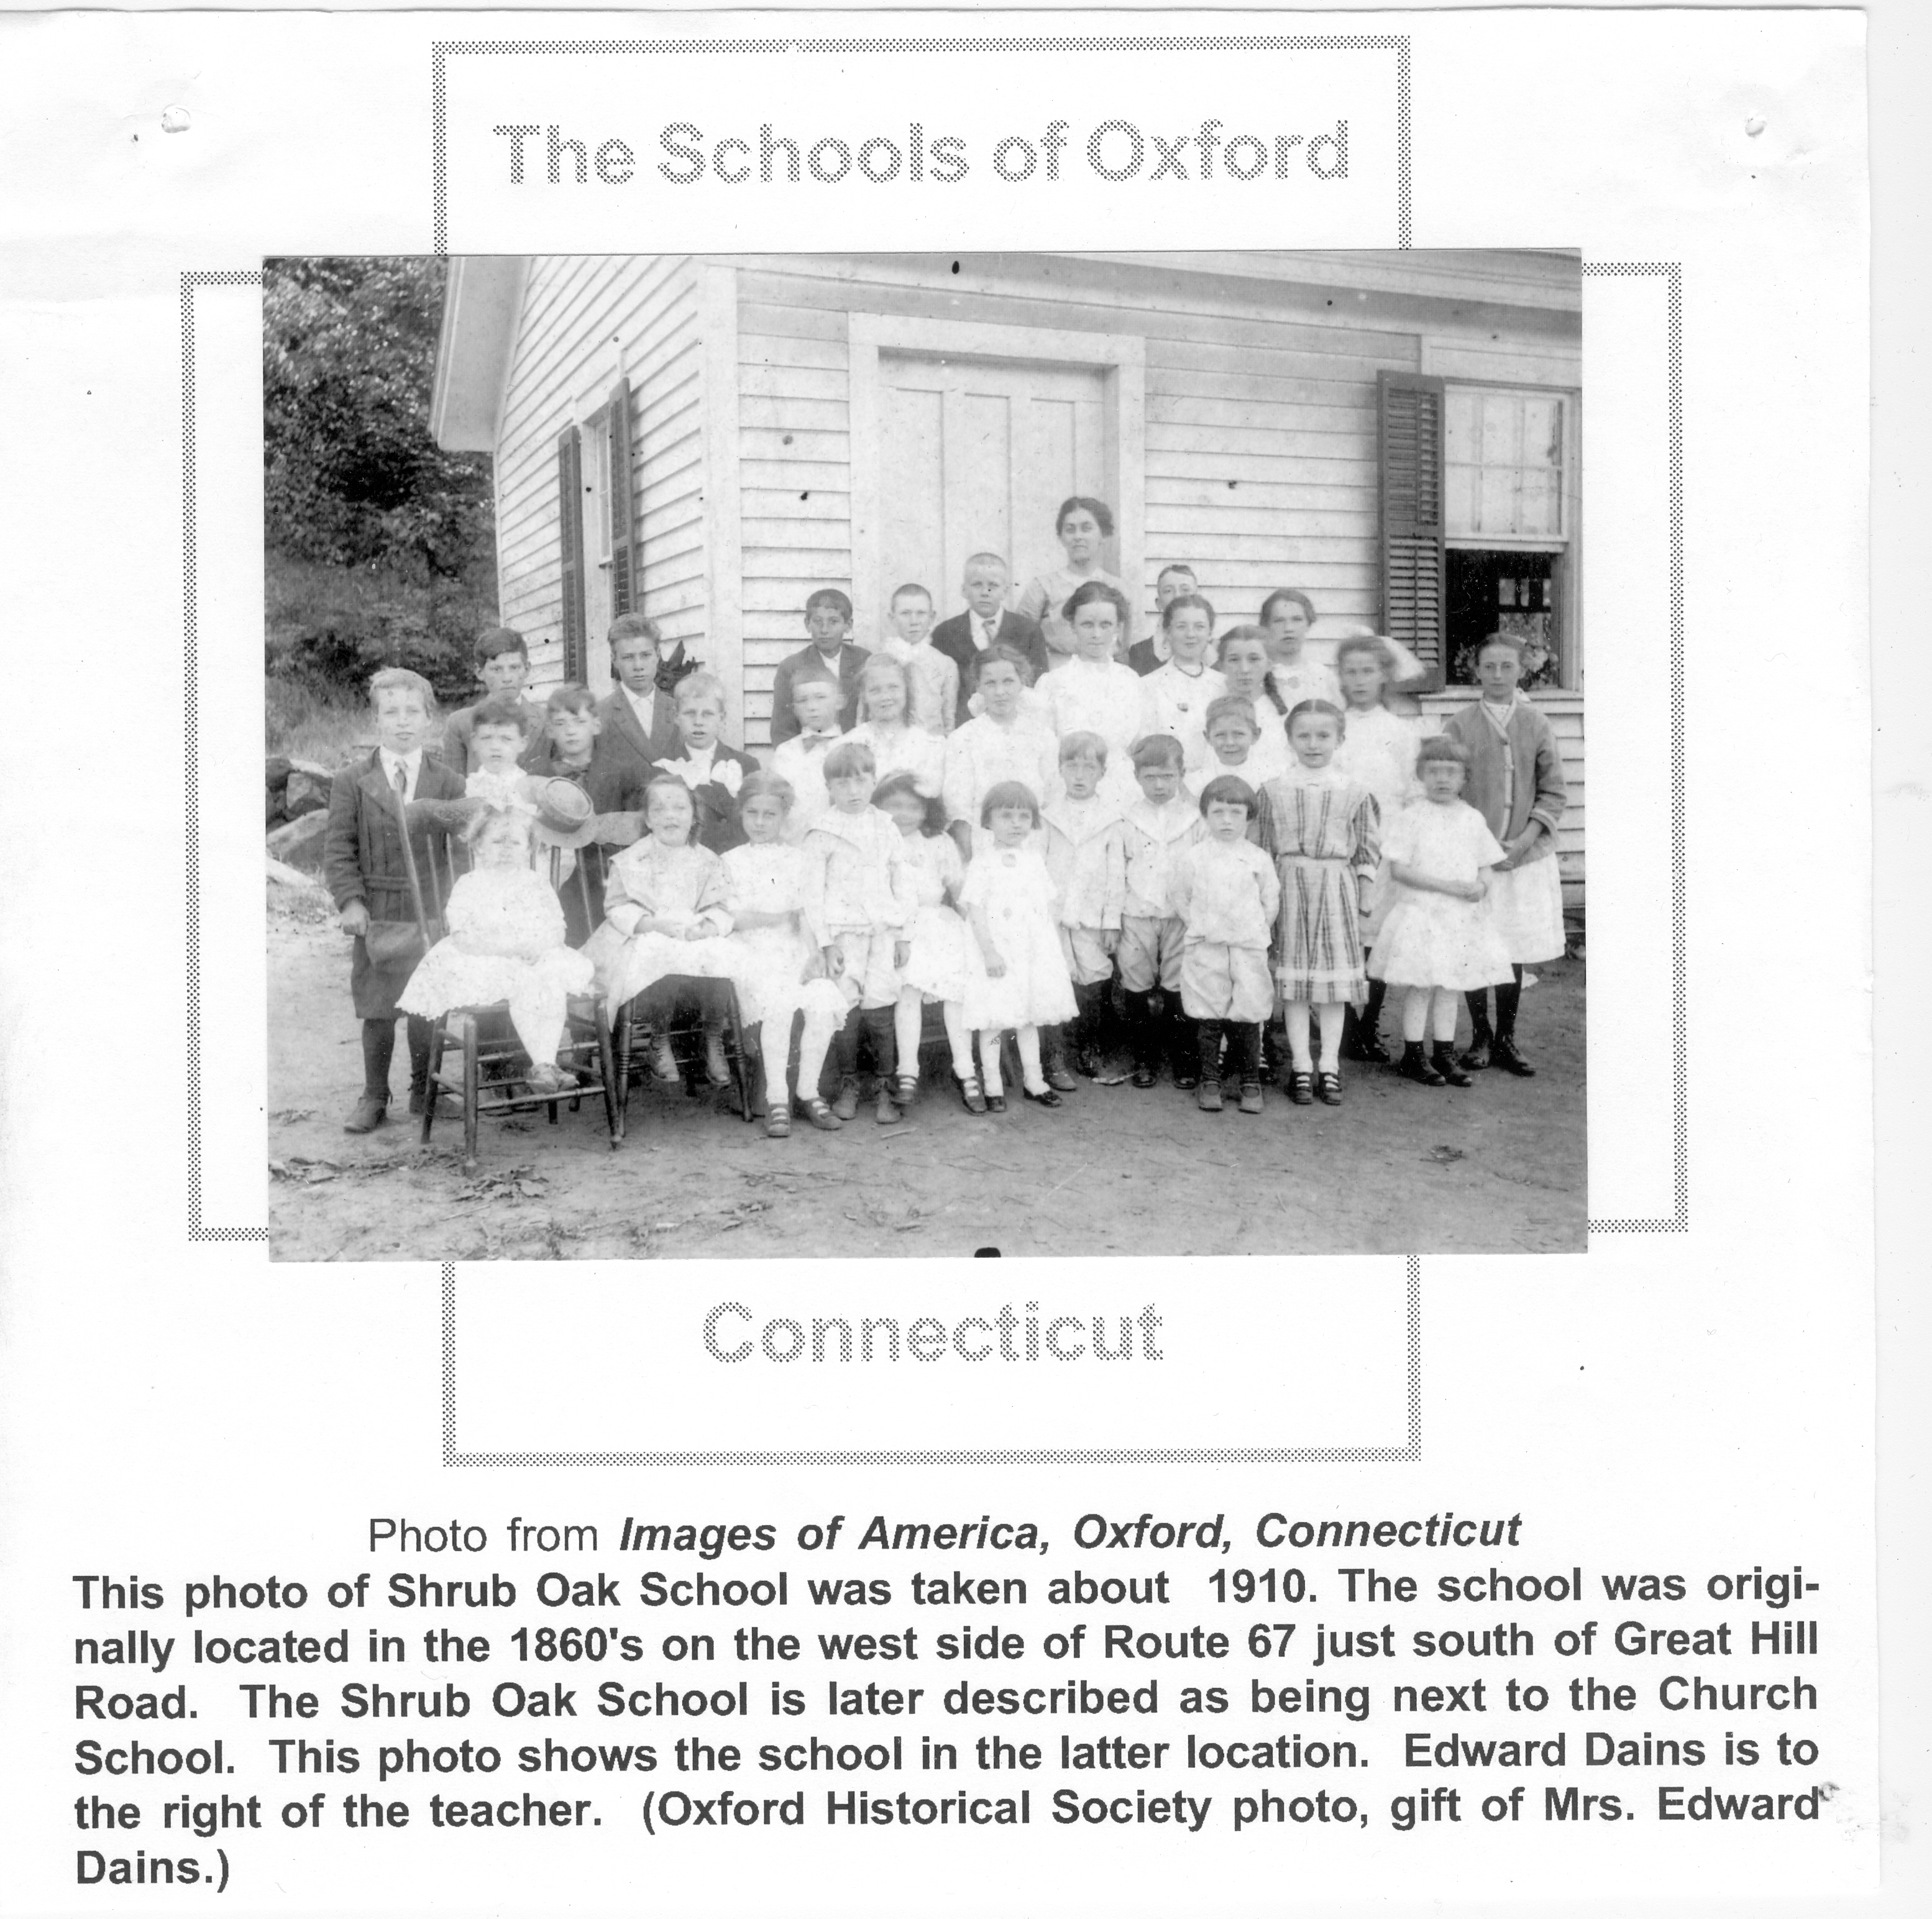 The Schools of Oxford
Connecticut
Photo from Images of America, Oxford, Connecticut
This photo of Shrub Oak School was taken about 1910. The school was origi-
nally located in the 1860's on the west side of Route 67 just south of Great Hill
Road. The Shrub Oak School is later described as being next to the Church
School. This photo shows the school in the latter location. Edward Dains is to
the right of the teacher. (Oxford Historical Society photo, gift of Mrs. Edward
Dains.)